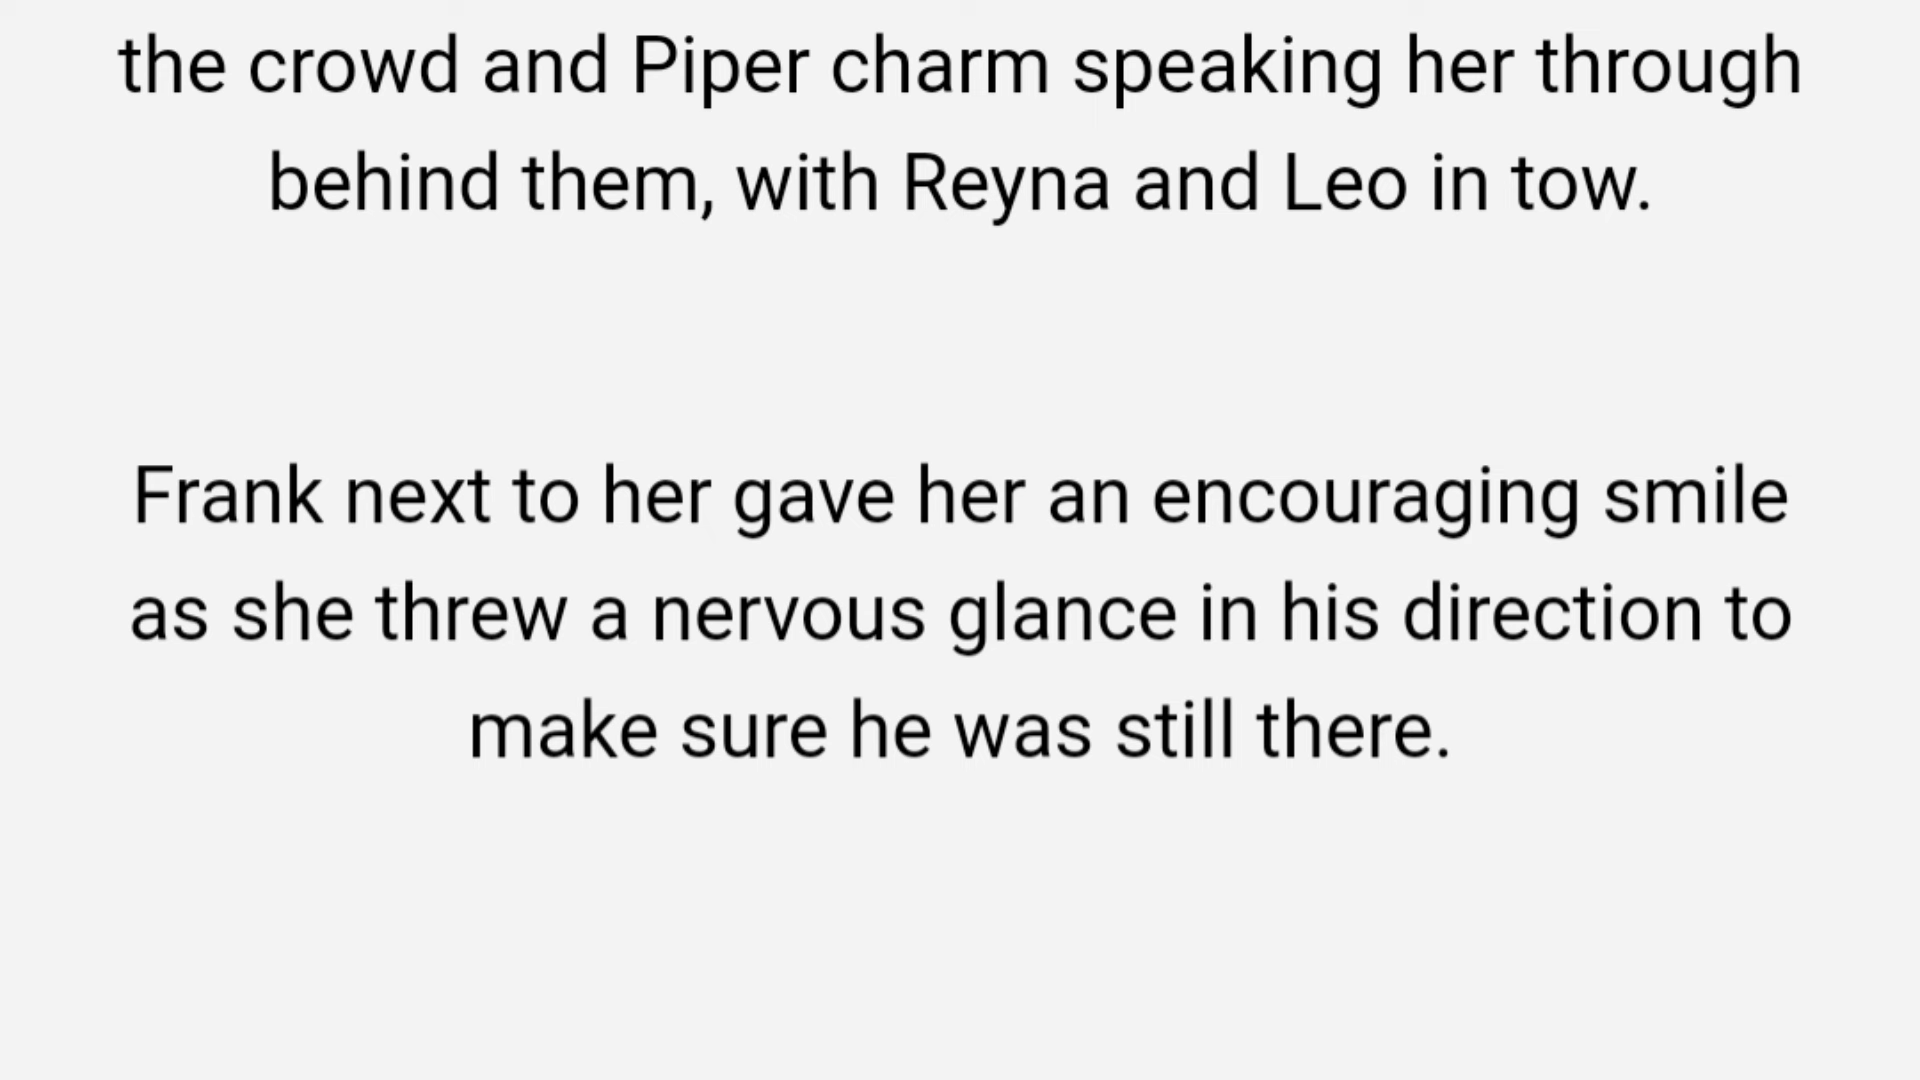 the crowd and Piper charm speaking her through
behind them, with Reyna and Leo in tow.
Frank next to her gave her an encouraging smile
as she threw a nervous glance in his direction to
make sure he was still there.